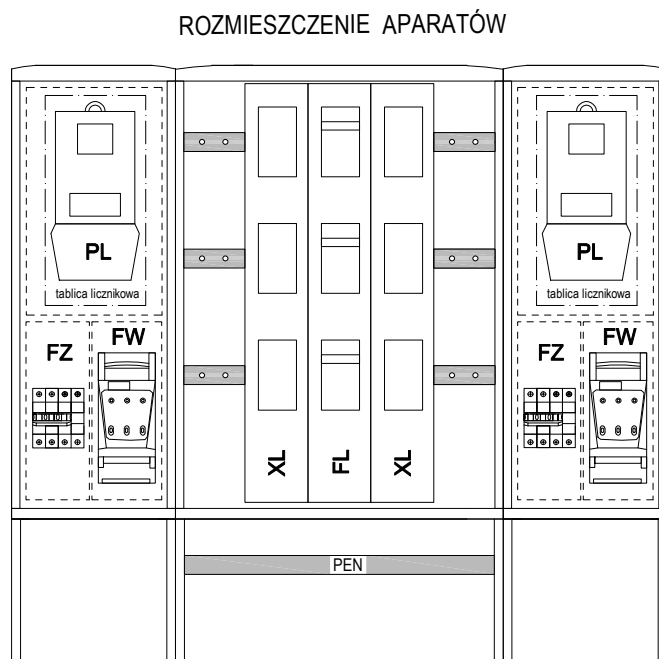 ROZMIESZCZENIE APARATÓW
PL
tablica licznikowa
FZ
FW
XL
FL
XL
PEN
PL
tablica licznikowa
FZ
FW